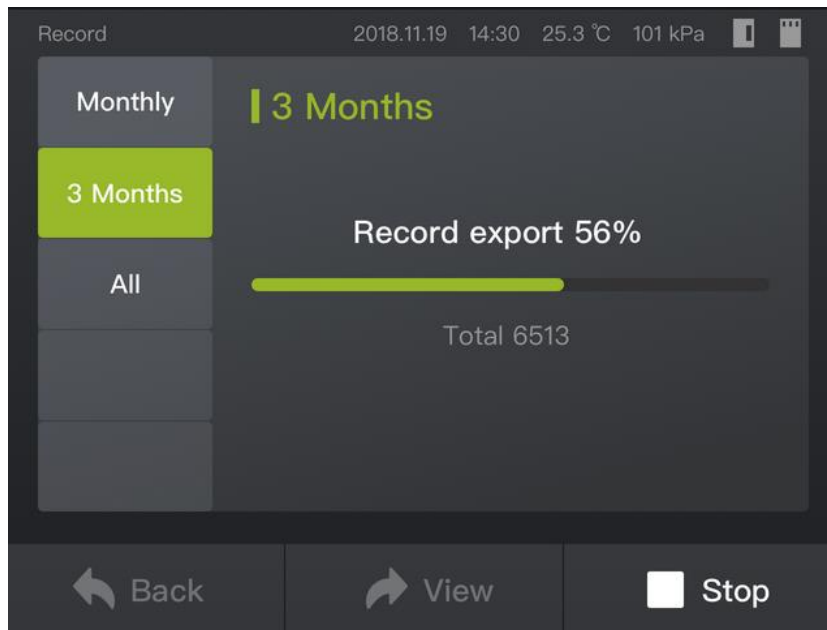 Record 2018.11.19 14:30 25.3 ℃ 101 kPa
Monthly
3 Months
All
3 Months
Record export 56%
Total 6513
Back View Stop